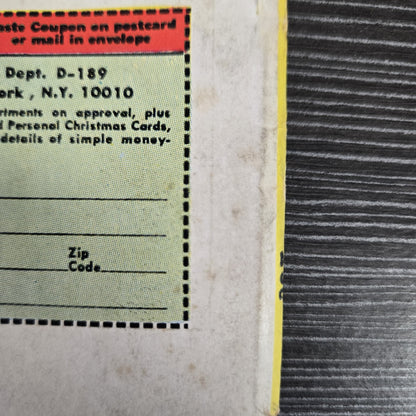 aste Coupon on postcard
or mail in envelope
Dept. D-189
ork, N.Y. 10010
rtments on approval, plus
d Personal Christmas Cards,
details of simple money-
Zip
Code